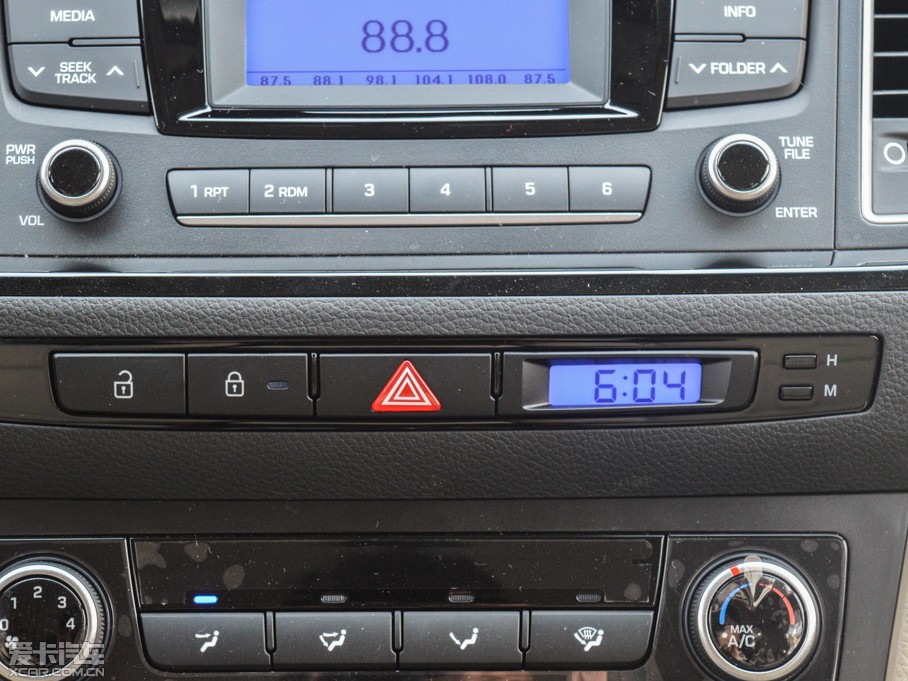 MEDIA
88.8
INFO
87.5 88.1 98.1 104.1 108.0 87.5
SEEK
TRACK
FOLDER
PWR
PUSH
VOL
1 RPT
2 RDM
3
4
5
6
TUNE
FILE
ENTER
6:04
H
M
0 1 2 3 4
MAX
A/C
爱卡汽车
XCAR.COM.CN